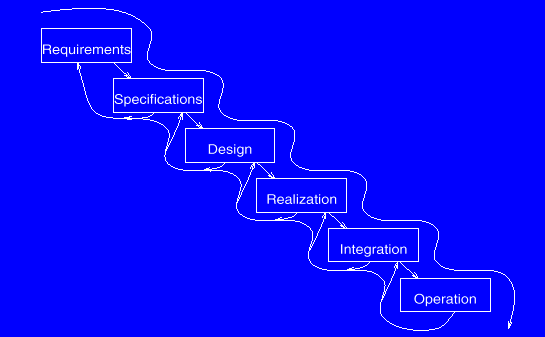 Requirements
Specifications
Design
Realization
Integration
Operation